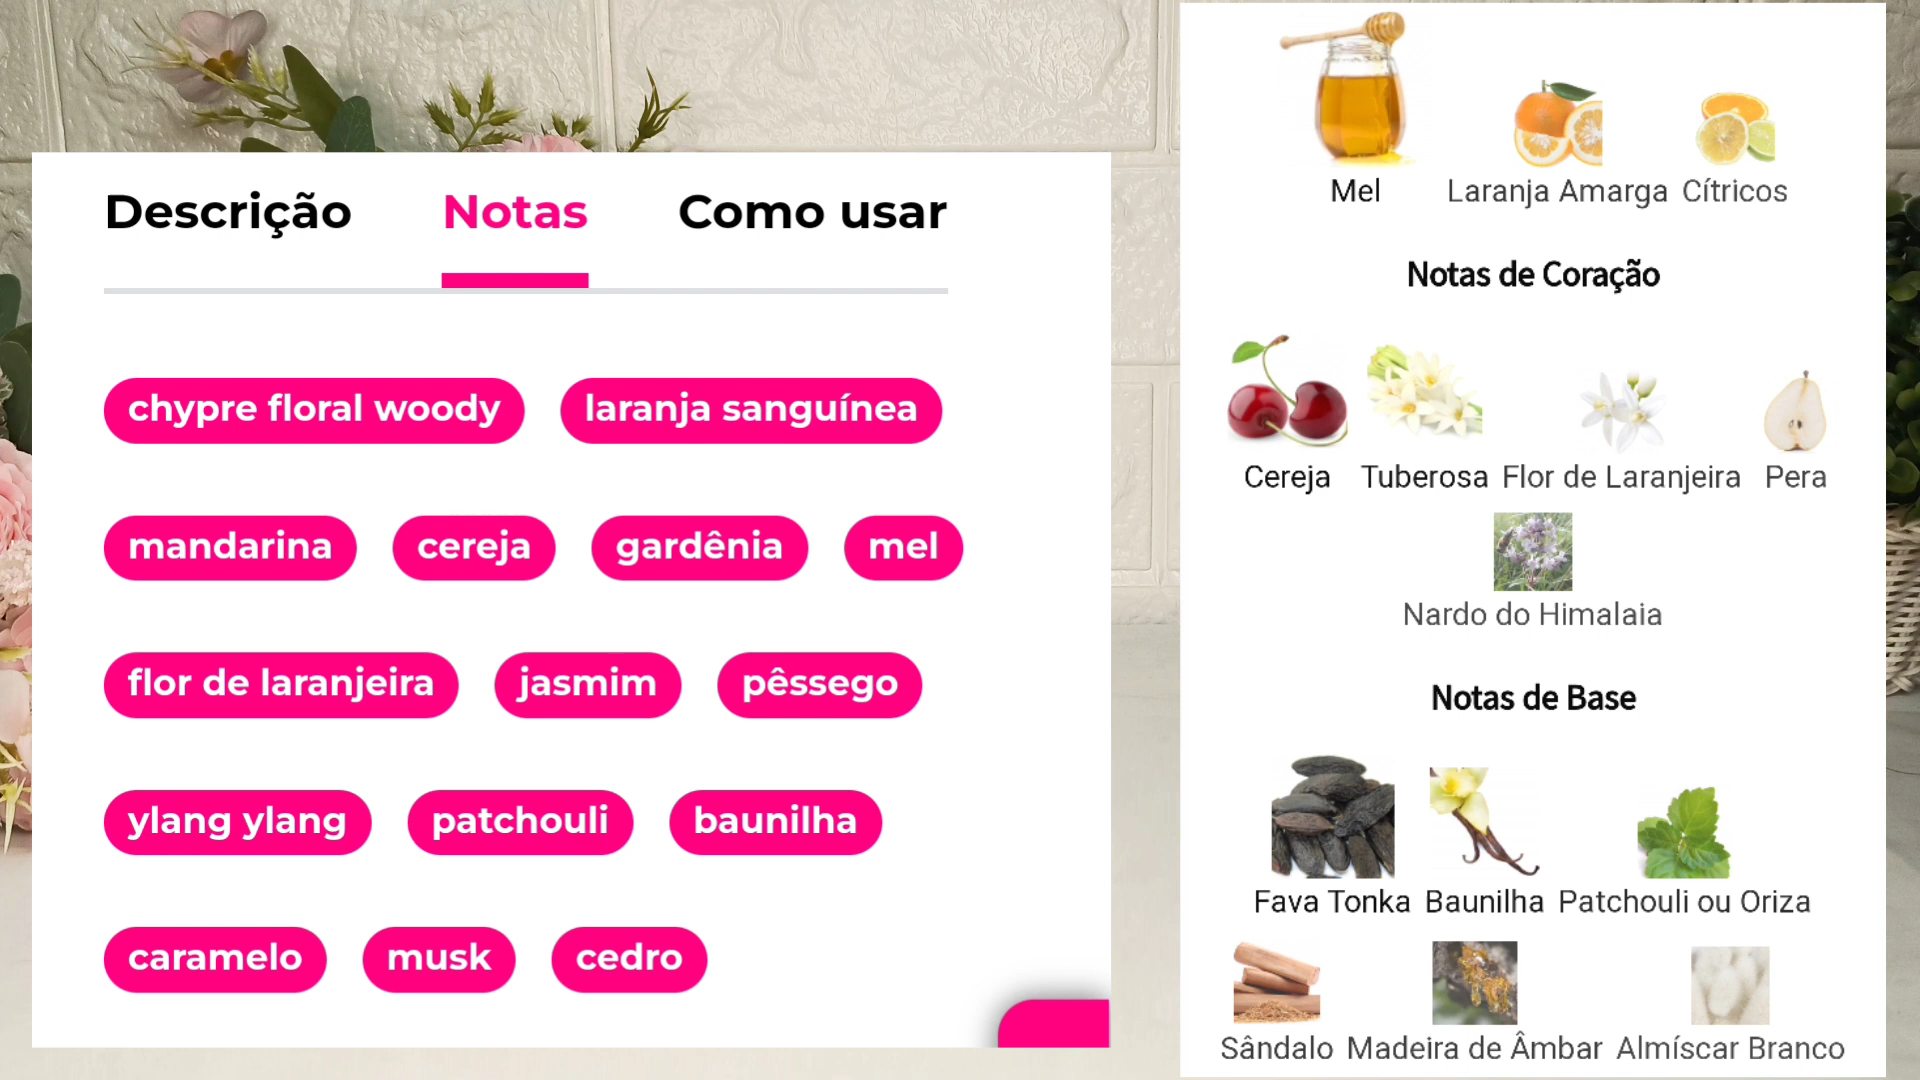 Descrição Notas Como usar
chypre floral woody laranja sanguínea
mandarina cereja gardênia mel
flor de laranjeira jasmim pêssego
ylang ylang patchouli baunilha
caramelo musk cedro
Mel Laranja Amarga Cítricos
Notas de Coração
Cereja Tuberosa Flor de Laranjeira Pera
Nardo do Himalaia
Notas de Base
Fava Tonka Baunilha Patchouli ou Oriza
Sândalo Madeira de Âmbar Almíscar Branco